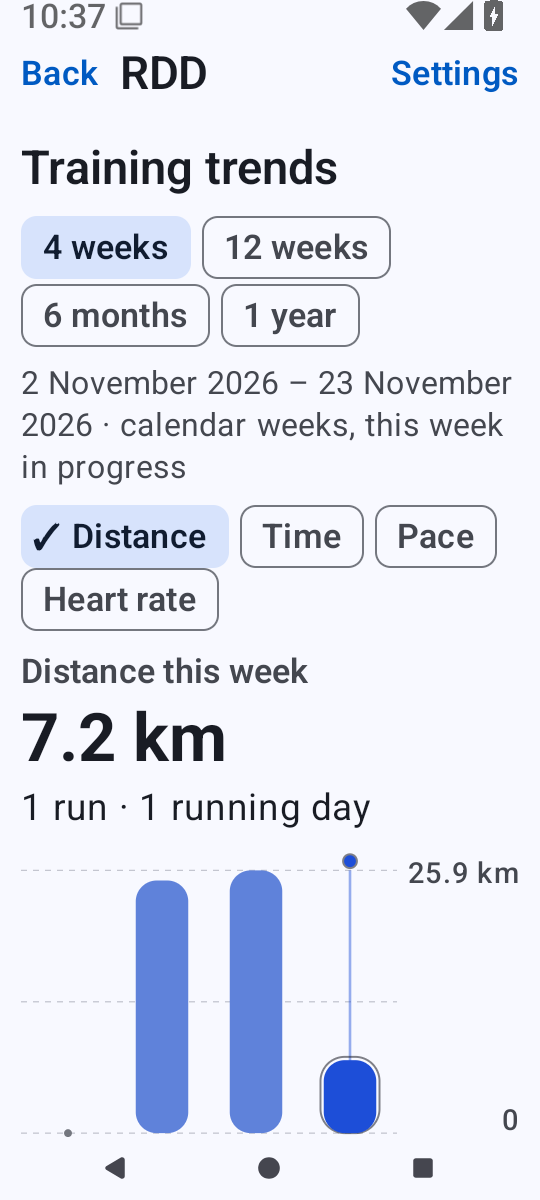 10:37
Back RDD Settings
Training trends
4 weeks 12 weeks
6 months 1 year
2 November 2026 – 23 November
2026 · calendar weeks, this week
in progress
✓ Distance Time Pace
Heart rate
Distance this week
7.2 km
1 run · 1 running day
25.9 km
0